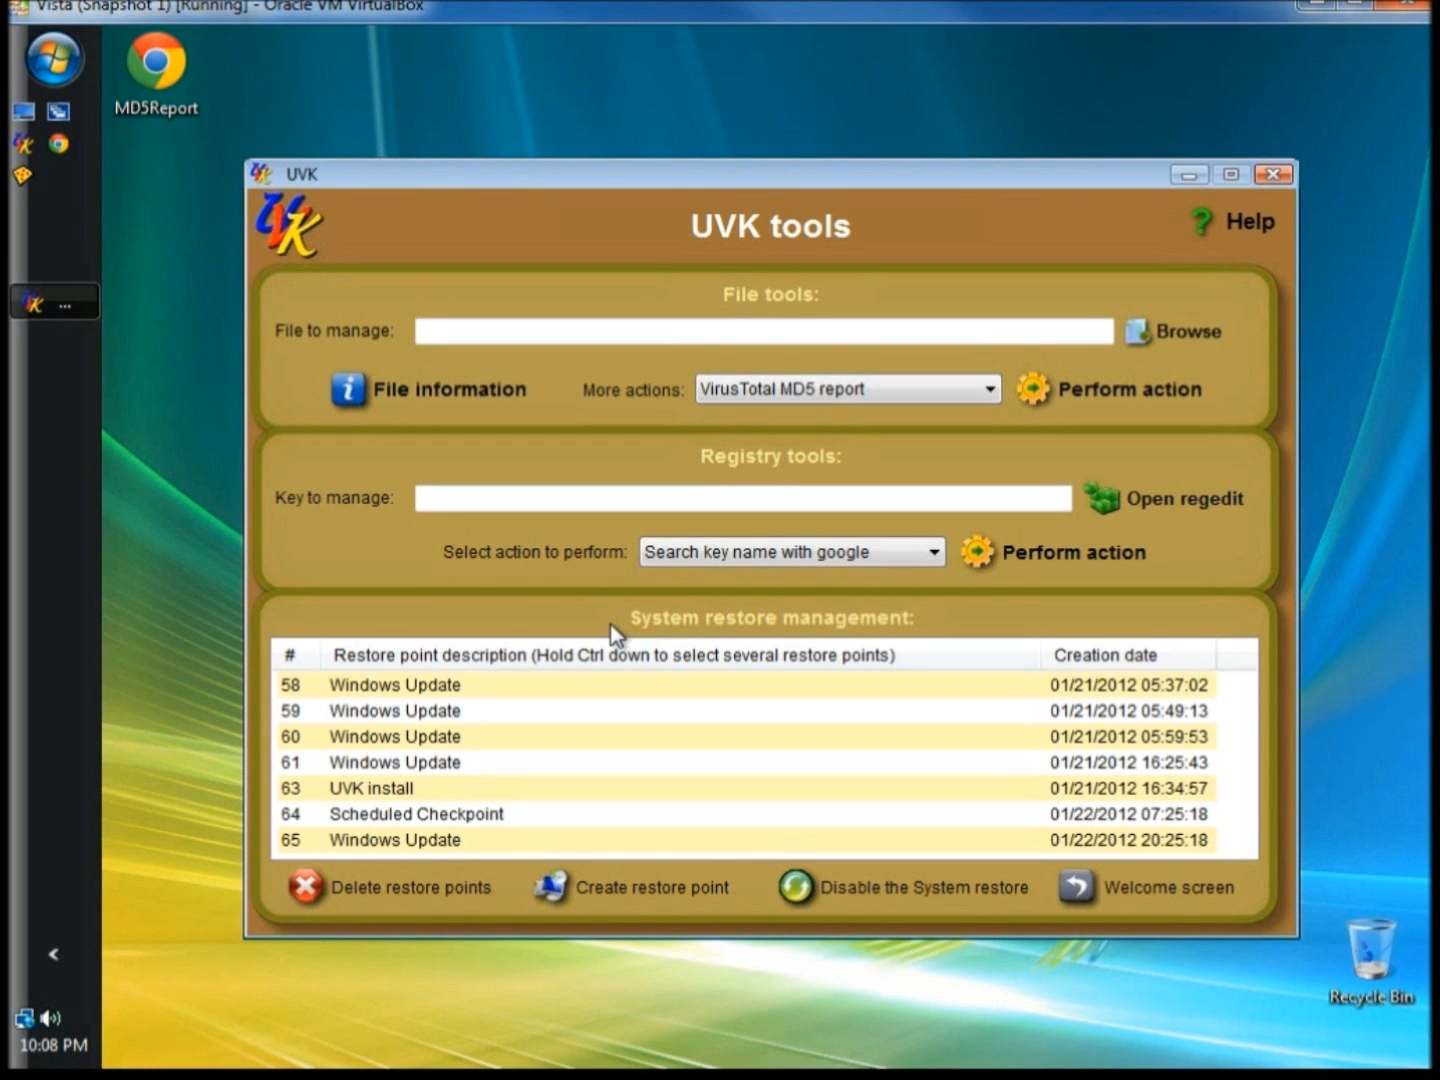 Vista (Snapshot 1) [Running] - Oracle VM VirtualBox
MD5Report
UVK
UVK
UVK tools
Help
File tools:
File to manage:
Browse
File information
More actions:
VirusTotal MD5 report
Perform action
Registry tools:
Key to manage:
Open regedit
Select action to perform:
Search key name with google
Perform action
System restore management:
# Restore point description (Hold Ctrl down to select several restore points) Creation date
58 Windows Update 01/21/2012 05:37:02
59 Windows Update 01/21/2012 05:49:13
60 Windows Update 01/21/2012 05:59:53
61 Windows Update 01/21/2012 16:25:43
63 UVK install 01/21/2012 16:34:57
64 Scheduled Checkpoint 01/22/2012 07:25:18
65 Windows Update 01/22/2012 20:25:18
Delete restore points
Create restore point
Disable the System restore
Welcome screen
...
Recycle Bin
10:08 PM